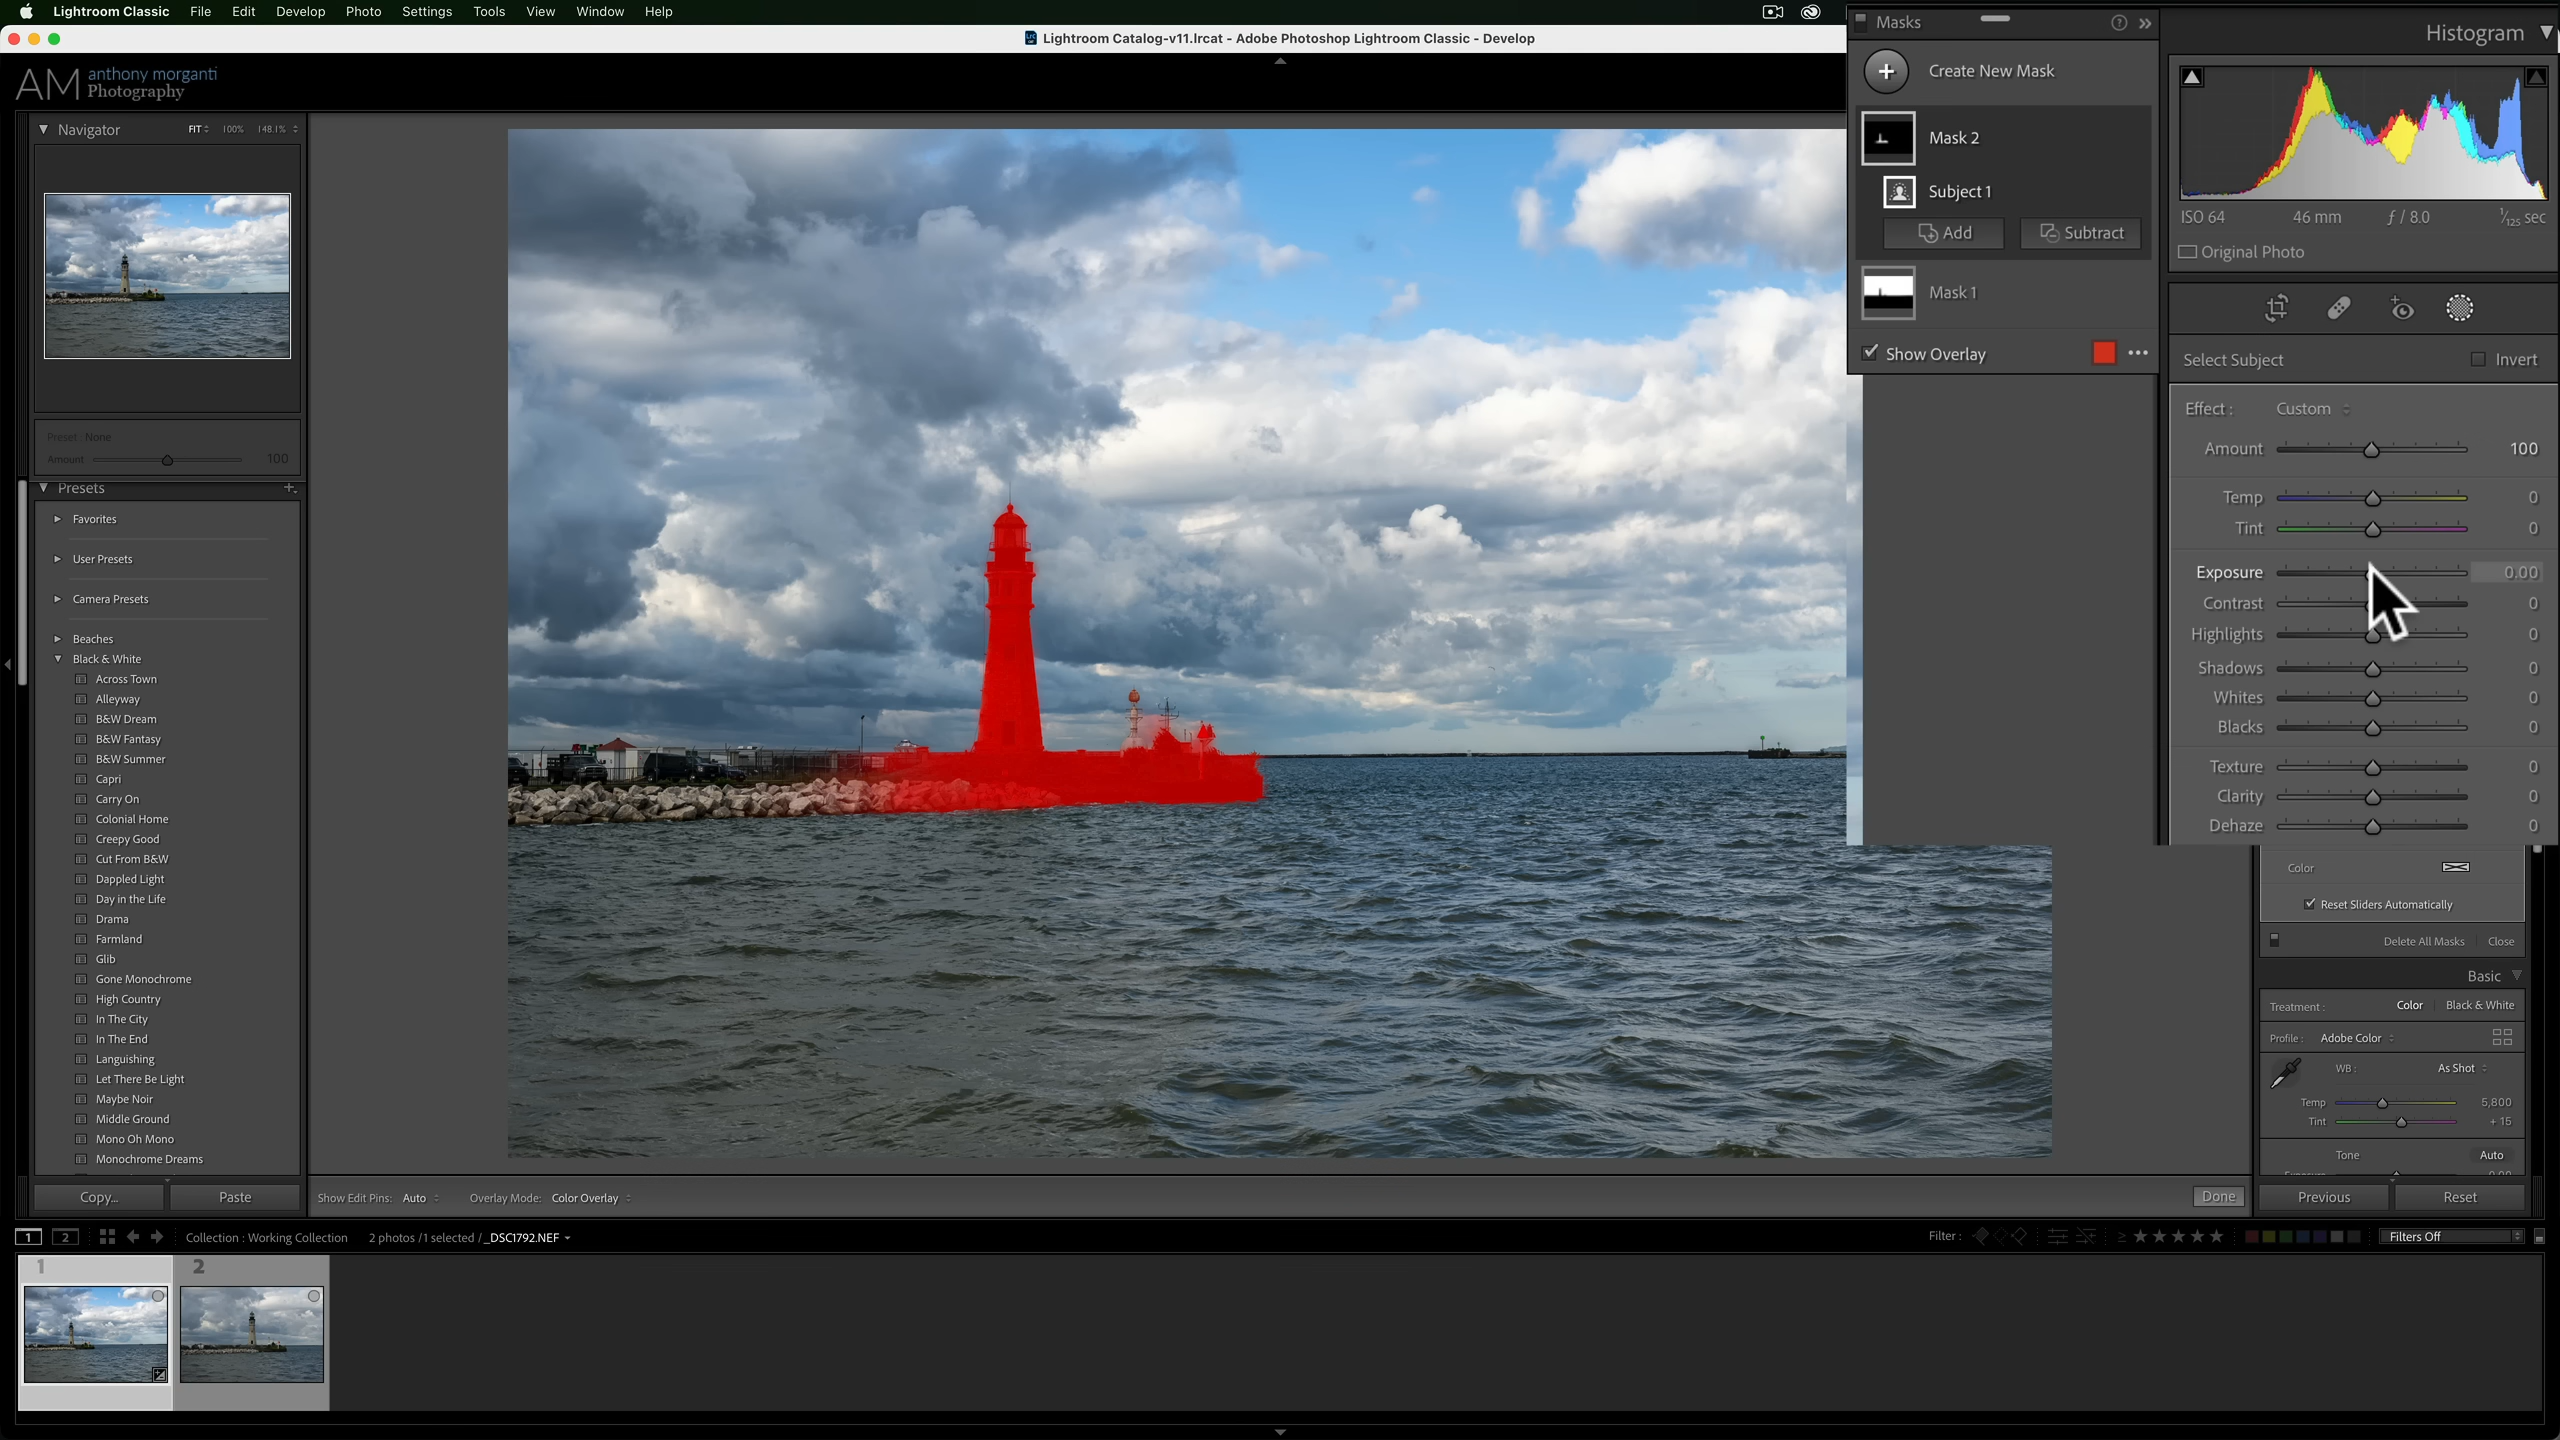 Lightroom Classic File Edit Develop Photo Settings Tools View Window Help
Lightroom Catalog-v11.lrcat - Adobe Photoshop Lightroom Classic - Develop
AM anthony morganti
Photography
Navigator FIT 100% 148.1%
Preset : None
Amount 100
Presets
Favorites
User Presets
Camera Presets
Beaches
Black & White
Across Town
Alleyway
B&W Dream
B&W Fantasy
B&W Summer
Capri
Carry On
Colonial Home
Creepy Good
Cut From B&W
Dappled Light
Day in the Life
Drama
Farmland
Glib
Gone Monochrome
High Country
In The City
In The End
Languishing
Let There Be Light
Maybe Noir
Middle Ground
Mono Oh Mono
Monochrome Dreams
Copy... Paste
Show Edit Pins: Auto Overlay Mode: Color Overlay
Done
Masks
Create New Mask
Mask 2
Subject 1
Add Subtract
Mask 1
Show Overlay
Histogram
ISO 64 46 mm ƒ / 8.0 1/125 sec
Original Photo
Select Subject Invert
Effect : Custom
Amount 100
Temp 0
Tint 0
Exposure 0.00
Contrast 0
Highlights 0
Shadows 0
Whites 0
Blacks 0
Texture 0
Clarity 0
Dehaze 0
Color
Reset Sliders Automatically
Delete All Masks Close
Basic
Treatment : Color Black & White
Profile : Adobe Color
WB : As Shot
Temp 5,800
Tint + 15
Tone Auto
Previous Reset
1 2 Collection : Working Collection 2 photos / 1 selected / _DSC1792.NEF
Filter : ≥ Filters Off
1 2